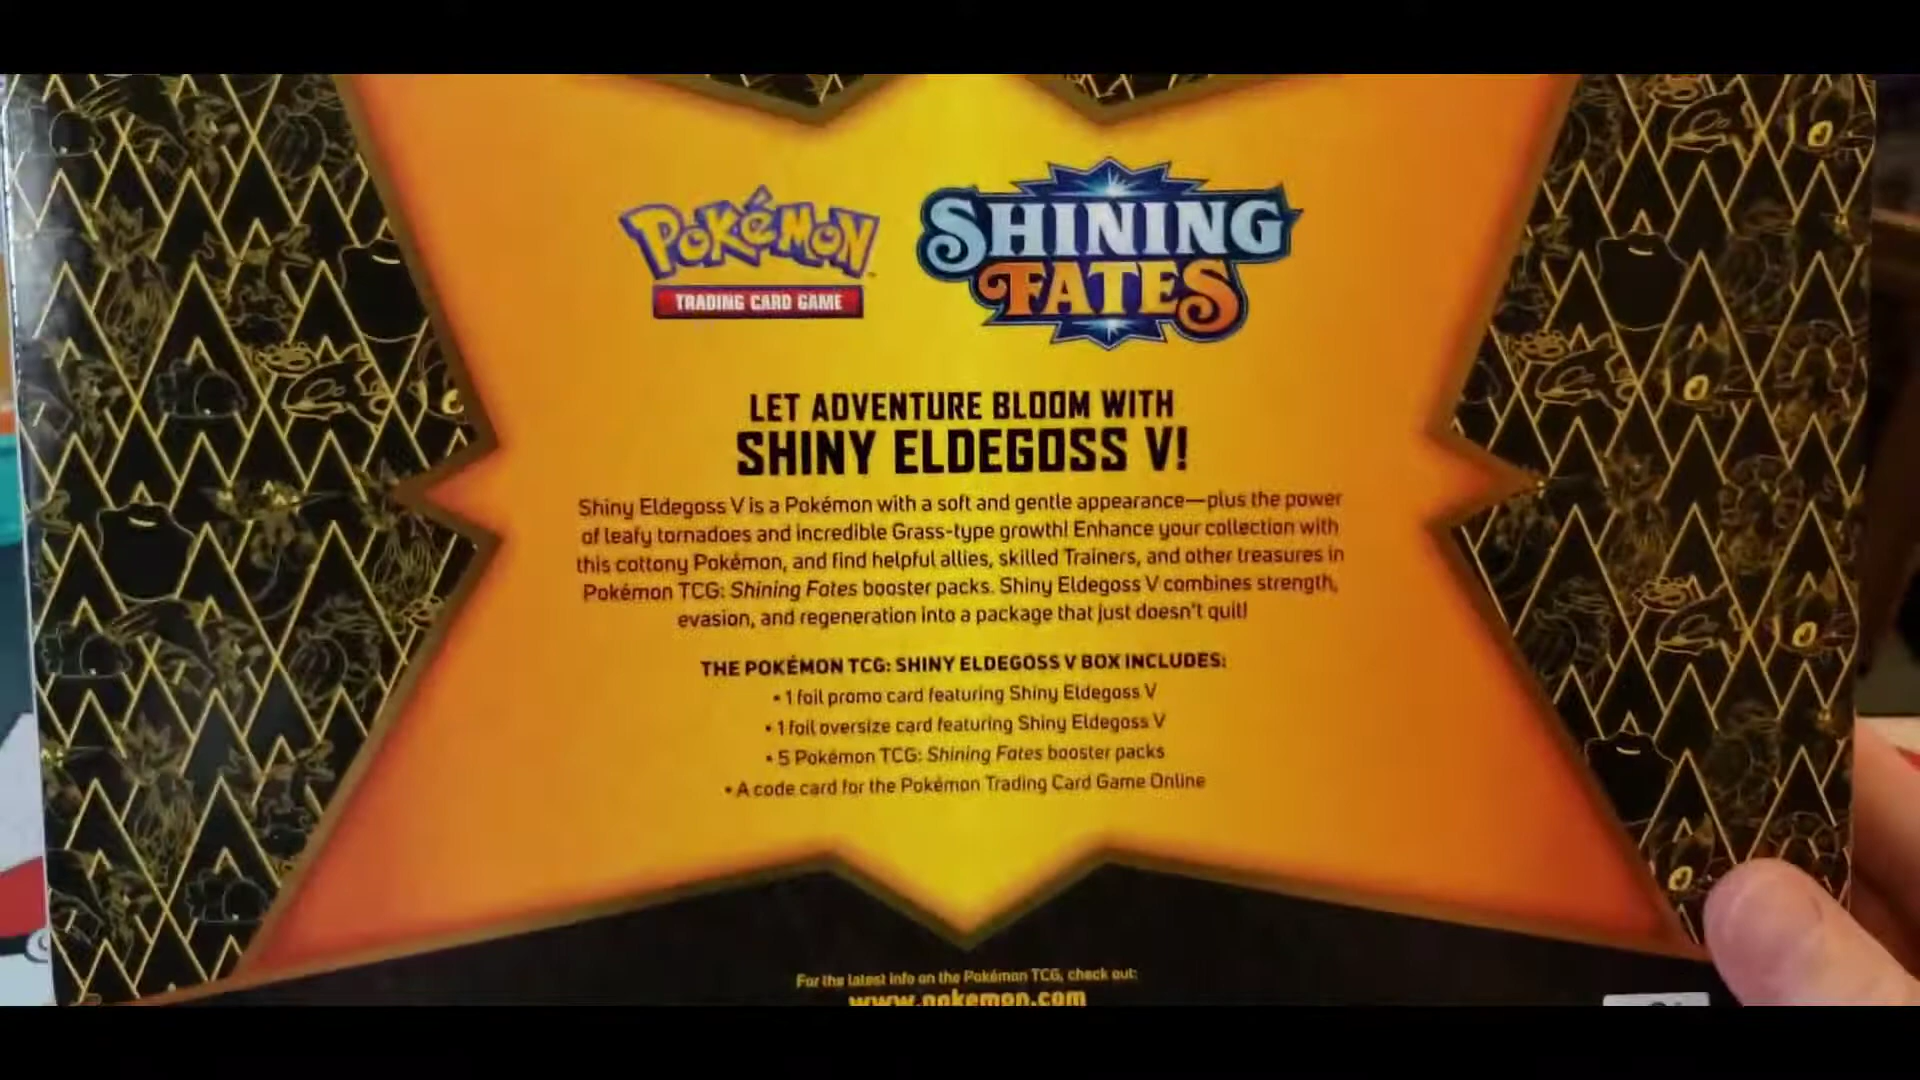 POKéMON
TRADING CARD GAME
SHINING
FATES
LET ADVENTURE BLOOM WITH
SHINY ELDEGOSS V!
Shiny Eldegoss V is a Pokémon with a soft and gentle appearance—plus the power
of leafy tornadoes and incredible Grass-type growth! Enhance your collection with
this cottony Pokémon, and find helpful allies, skilled Trainers, and other treasures in
Pokémon TCG: Shining Fates booster packs. Shiny Eldegoss V combines strength,
evasion, and regeneration into a package that just doesn't quit!
THE POKÉMON TCG: SHINY ELDEGOSS V BOX INCLUDES:
• 1 foil promo card featuring Shiny Eldegoss V
• 1 foil oversize card featuring Shiny Eldegoss V
• 5 Pokémon TCG: Shining Fates booster packs
• A code card for the Pokémon Trading Card Game Online
For the latest info on the Pokémon TCG, check out:
www.pokemon.com